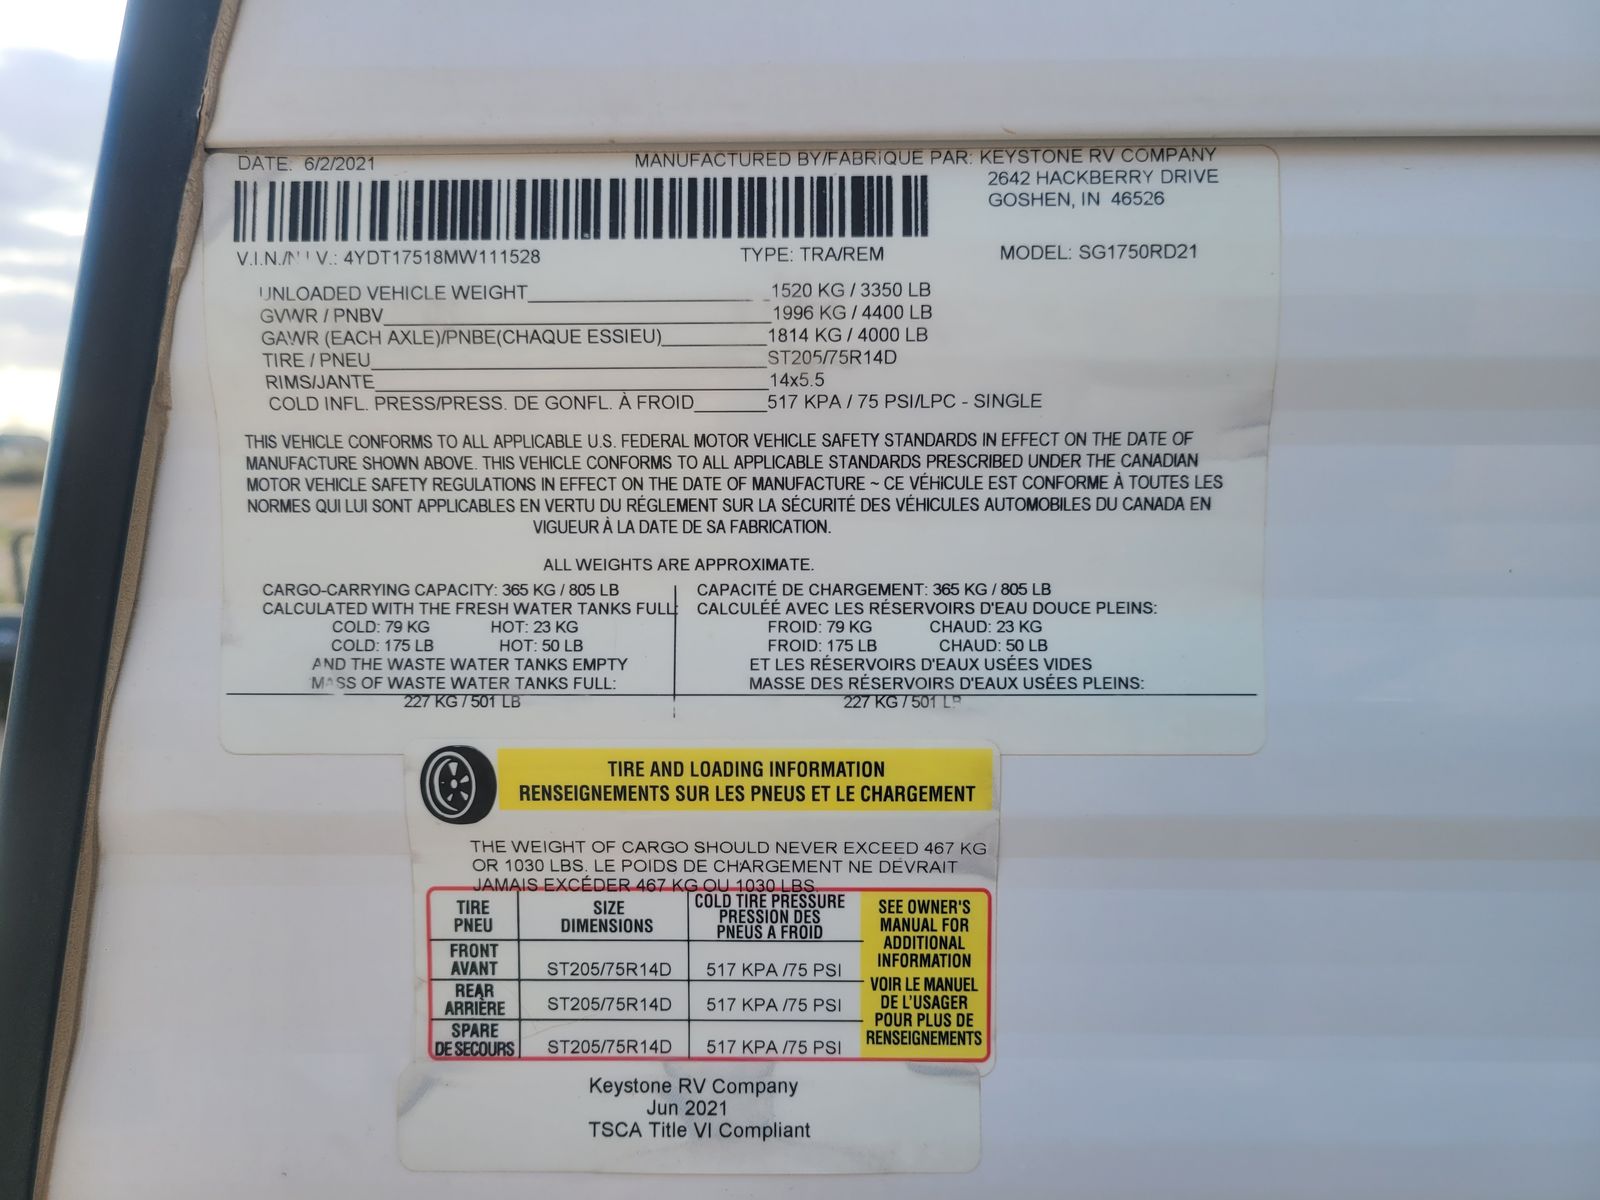 DATE: 6/2/2021 MANUFACTURED BY/FABRIQUE PAR: KEYSTONE RV COMPANY
2642 HACKBERRY DRIVE
GOSHEN, IN 46526
V.I.N./N.I.V.: 4YDT17518MW111528 TYPE: TRA/REM MODEL: SG1750RD21
UNLOADED VEHICLE WEIGHT 1520 KG / 3350 LB
GVWR / PNBV 1996 KG / 4400 LB
GAWR (EACH AXLE)/PNBE(CHAQUE ESSIEU) 1814 KG / 4000 LB
TIRE / PNEU ST205/75R14D
RIMS/JANTE 14x5.5
COLD INFL. PRESS/PRESS. DE GONFL. À FROID 517 KPA / 75 PSI/LPC - SINGLE
THIS VEHICLE CONFORMS TO ALL APPLICABLE U.S. FEDERAL MOTOR VEHICLE SAFETY STANDARDS IN EFFECT ON THE DATE OF
MANUFACTURE SHOWN ABOVE. THIS VEHICLE CONFORMS TO ALL APPLICABLE STANDARDS PRESCRIBED UNDER THE CANADIAN
MOTOR VEHICLE SAFETY REGULATIONS IN EFFECT ON THE DATE OF MANUFACTURE ~ CE VÉHICULE EST CONFORME À TOUTES LES
NORMES QUI LUI SONT APPLICABLES EN VERTU DU RÉGLEMENT SUR LA SÉCURITÉ DES VÉHICULES AUTOMOBILES DU CANADA EN
VIGUEUR À LA DATE DE SA FABRICATION.
ALL WEIGHTS ARE APPROXIMATE.
CARGO-CARRYING CAPACITY: 365 KG / 805 LB
CALCULATED WITH THE FRESH WATER TANKS FULL:
COLD: 79 KG HOT: 23 KG
COLD: 175 LB HOT: 50 LB
AND THE WASTE WATER TANKS EMPTY
MASS OF WASTE WATER TANKS FULL:
227 KG / 501 LB
CAPACITÉ DE CHARGEMENT: 365 KG / 805 LB
CALCULÉE AVEC LES RÉSERVOIRS D'EAU DOUCE PLEINS:
FROID: 79 KG CHAUD: 23 KG
FROID: 175 LB CHAUD: 50 LB
ET LES RÉSERVOIRS D'EAUX USÉES VIDES
MASSE DES RÉSERVOIRS D'EAUX USÉES PLEINS:
227 KG / 501 LB
TIRE AND LOADING INFORMATION
RENSEIGNEMENTS SUR LES PNEUS ET LE CHARGEMENT
THE WEIGHT OF CARGO SHOULD NEVER EXCEED 467 KG
OR 1030 LBS. LE POIDS DE CHARGEMENT NE DEVRAIT
JAMAIS EXCÉDER 467 KG OU 1030 LBS.
TIRE
PNEU
SIZE
DIMENSIONS
COLD TIRE PRESSURE
PRESSION DES
PNEUS A FROID
FRONT
AVANT ST205/75R14D 517 KPA /75 PSI
REAR
ARRIÈRE ST205/75R14D 517 KPA /75 PSI
SPARE
DE SECOURS ST205/75R14D 517 KPA /75 PSI
SEE OWNER'S
MANUAL FOR
ADDITIONAL
INFORMATION
VOIR LE MANUEL
DE L'USAGER
POUR PLUS DE
RENSEIGNEMENTS
Keystone RV Company
Jun 2021
TSCA Title VI Compliant